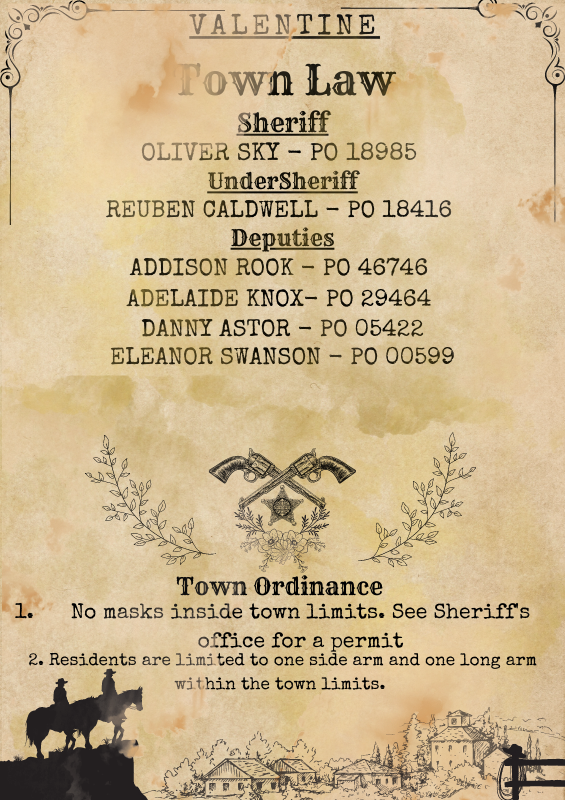 VALENTINE
Town Law
Sheriff
OLIVER SKY - PO 18985
UnderSheriff
REUBEN CALDWELL - PO 18416
Deputies
ADDISON ROOK - PO 46746
ADELAIDE KNOX- PO 29464
DANNY ASTOR - PO 05422
ELEANOR SWANSON - PO 00599
Town Ordinance
1. No masks inside town limits. See Sheriff's
office for a permit
2. Residents are limited to one side arm and one long arm
within the town limits.